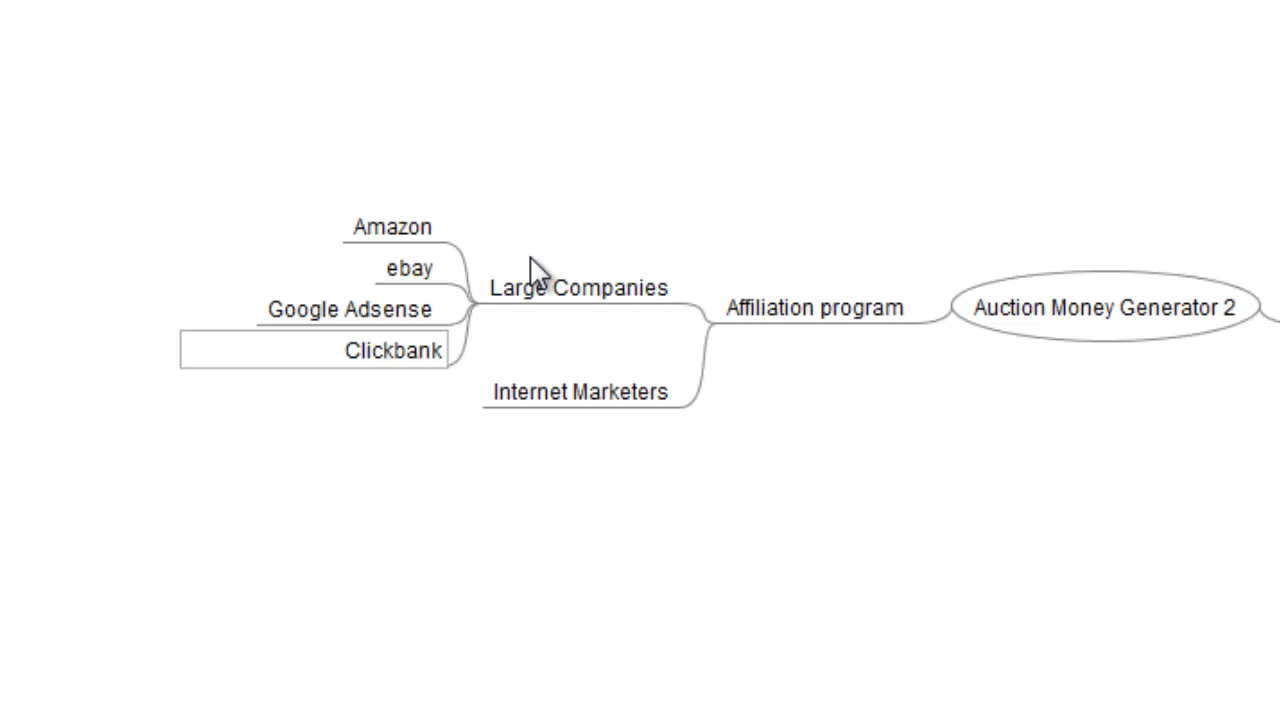 Amazon
ebay
Google Adsense
Clickbank
Large Companies
Internet Marketers
Affiliation program
Auction Money Generator 2